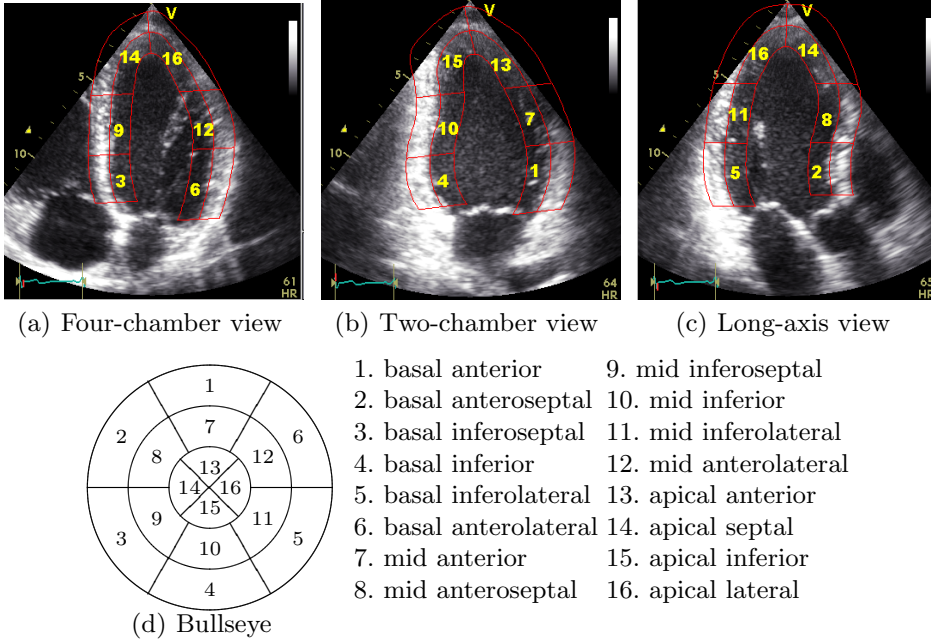 V
14 16
5
9 12
10
3 6
61
HR
(a) Four-chamber view
V
15 13
5
7
10
10
4 1
64
HR
(b) Two-chamber view
V
16 14
5
11 8
10
5 2
65
HR
(c) Long-axis view
1
2 6
7
8 12
13
14 16
15
9 11
10
3 5
4
(d) Bullseye
1. basal anterior
2. basal anteroseptal
3. basal inferoseptal
4. basal inferior
5. basal inferolateral
6. basal anterolateral
7. mid anterior
8. mid anteroseptal
9. mid inferoseptal
10. mid inferior
11. mid inferolateral
12. mid anterolateral
13. apical anterior
14. apical septal
15. apical inferior
16. apical lateral